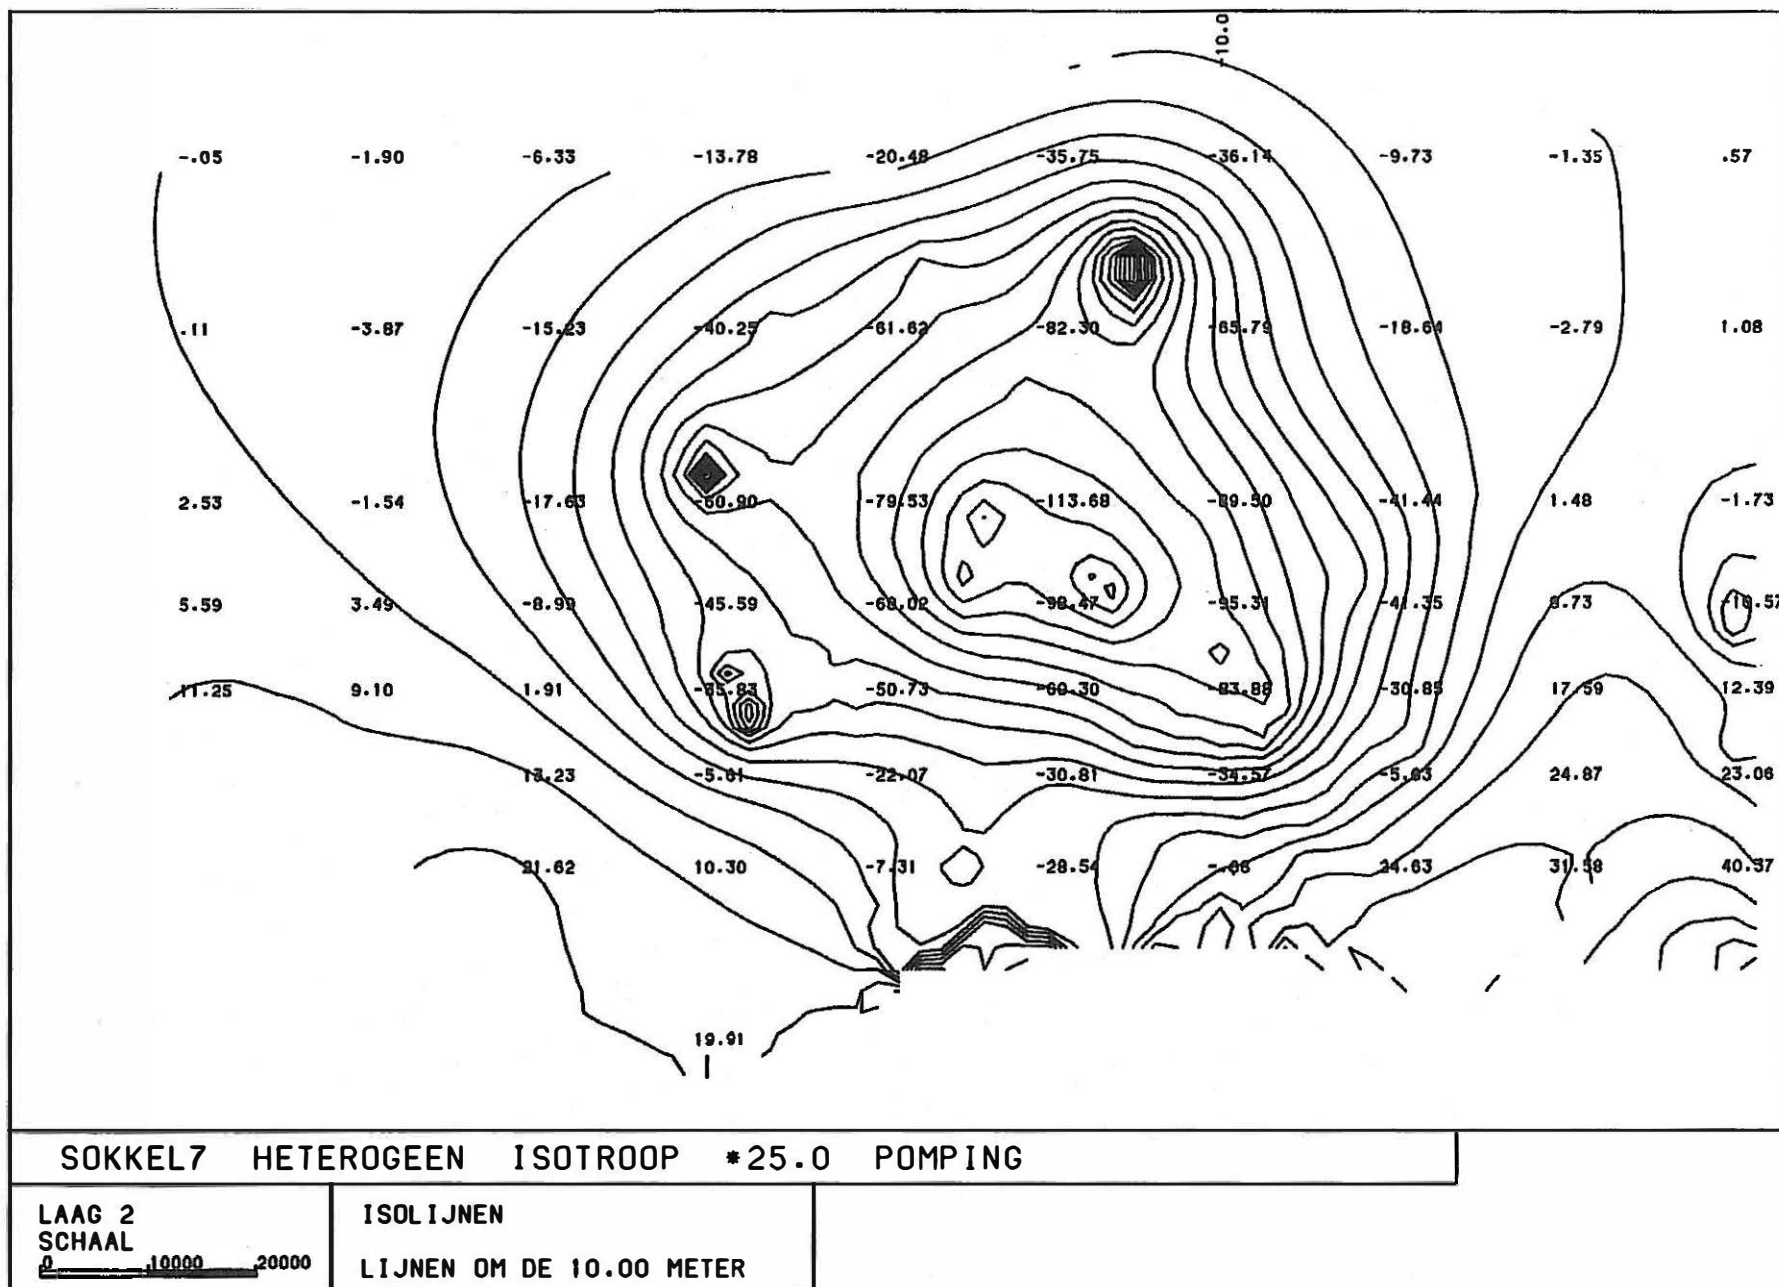 -10.0
-.05 -1.90 -6.33 -13.78 -20.48 -35.75 -36.14 -9.73 -1.35 .57
.11 -3.87 -15.23 -40.25 -61.62 -82.30 -65.79 -18.64 -2.79 1.08
2.53 -1.54 -17.63 -60.90 -79.53 -113.68 -89.50 -41.44 1.48 -1.73
5.59 3.49 -8.99 -45.59 -68.02 -98.47 -95.31 -41.35 9.73 -10.57
11.25 9.10 1.91 -35.83 -50.73 -60.30 -83.88 -30.85 17.59 12.39
13.23 -5.61 -22.07 -30.81 -34.57 -5.63 24.87 23.06
21.62 10.30 -7.31 -28.54 -.66 24.63 31.58 40.37
19.91
SOKKEL7 HETEROGEEN ISOTROOP *25.0 POMPING
LAAG 2
SCHAAL
0 10000 20000
ISOLIJNEN
LIJNEN OM DE 10.00 METER